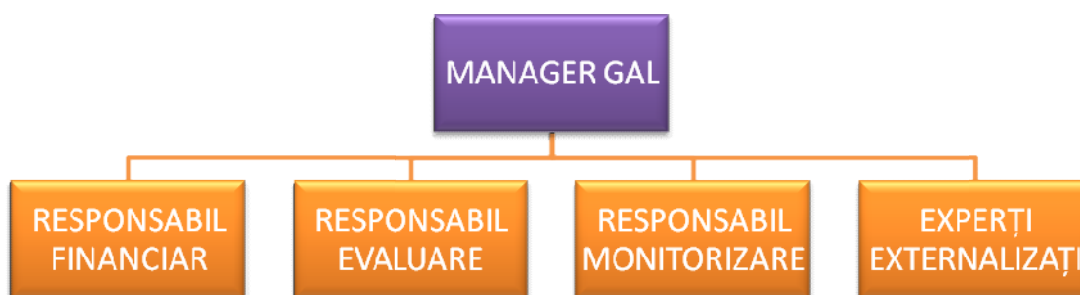 MANAGER GAL
RESPONSABIL
FINANCIAR
RESPONSABIL
EVALUARE
RESPONSABIL
MONITORIZARE
EXPERȚI
EXTERNALIZAȚI